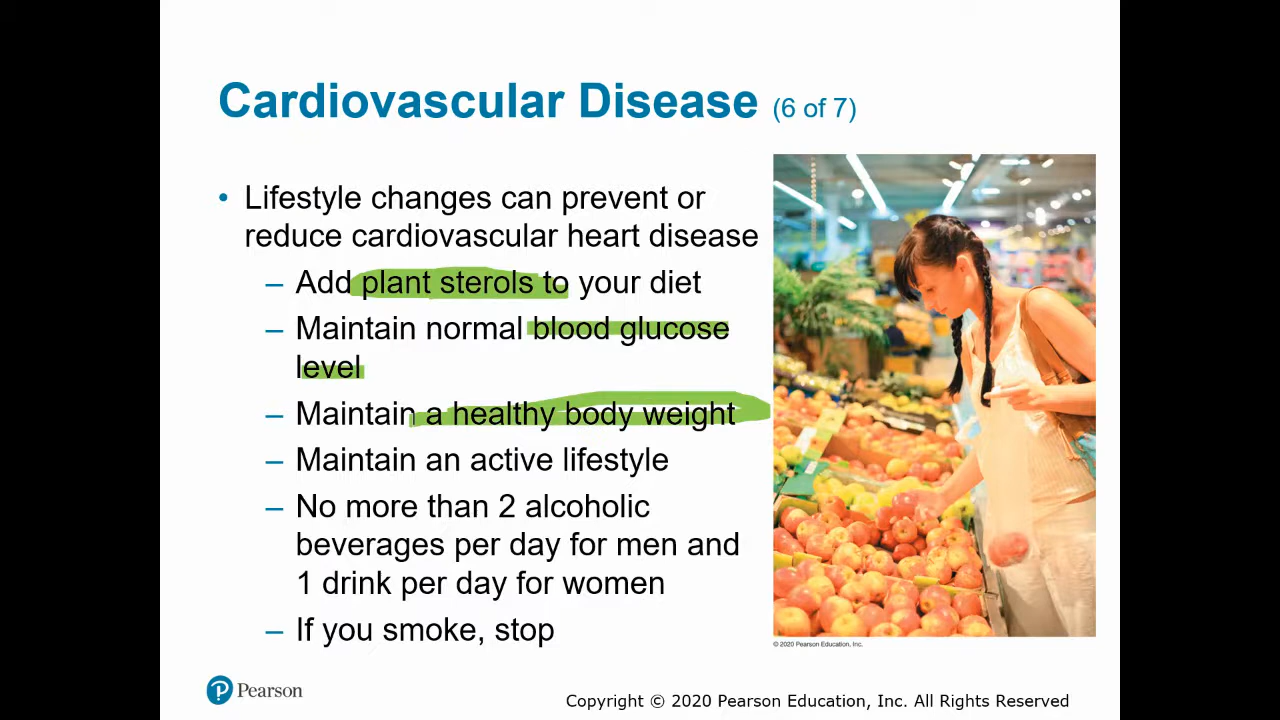 Cardiovascular Disease (6 of 7)
• Lifestyle changes can prevent or
reduce cardiovascular heart disease
– Add plant sterols to your diet
– Maintain normal blood glucose
level
– Maintain a healthy body weight
– Maintain an active lifestyle
– No more than 2 alcoholic
beverages per day for men and
1 drink per day for women
– If you smoke, stop
© 2020 Pearson Education, Inc.
P Pearson
Copyright © 2020 Pearson Education, Inc. All Rights Reserved